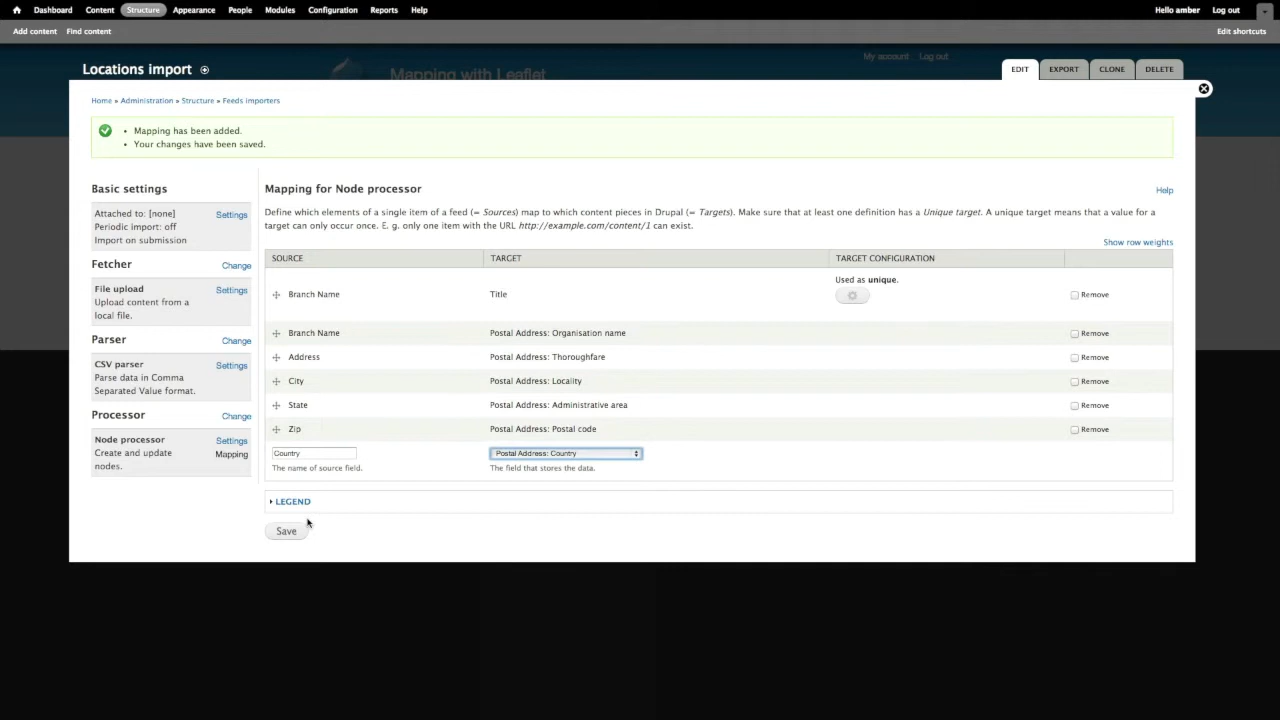 Dashboard Content Structure Appearance People Modules Configuration Reports Help Hello amber Log out
Add content Find content Edit shortcuts
My account Log out
Locations import EDIT EXPORT CLONE DELETE
Mapping with Leaflet
Home » Administration » Structure » Feeds importers
• Mapping has been added.
• Your changes have been saved.
Basic settings
Attached to: [none] Settings
Periodic import: off
Import on submission
Fetcher Change
File upload Settings
Upload content from a
local file.
Parser Change
CSV parser Settings
Parse data in Comma
Separated Value format.
Processor Change
Node processor Settings
Create and update Mapping
nodes.
Mapping for Node processor
Help
Define which elements of a single item of a feed (= Sources) map to which content pieces in Drupal (= Targets). Make sure that at least one definition has a Unique target. A unique target means that a value for a
target can only occur once. E. g. only one item with the URL http://example.com/content/1 can exist.
Show row weights
SOURCE TARGET TARGET CONFIGURATION
Used as unique.
Branch Name Title Remove
Branch Name Postal Address: Organisation name Remove
Address Postal Address: Thoroughfare Remove
City Postal Address: Locality Remove
State Postal Address: Administrative area Remove
Zip Postal Address: Postal code Remove
Country Postal Address: Country
The name of source field. The field that stores the data.
LEGEND
Save